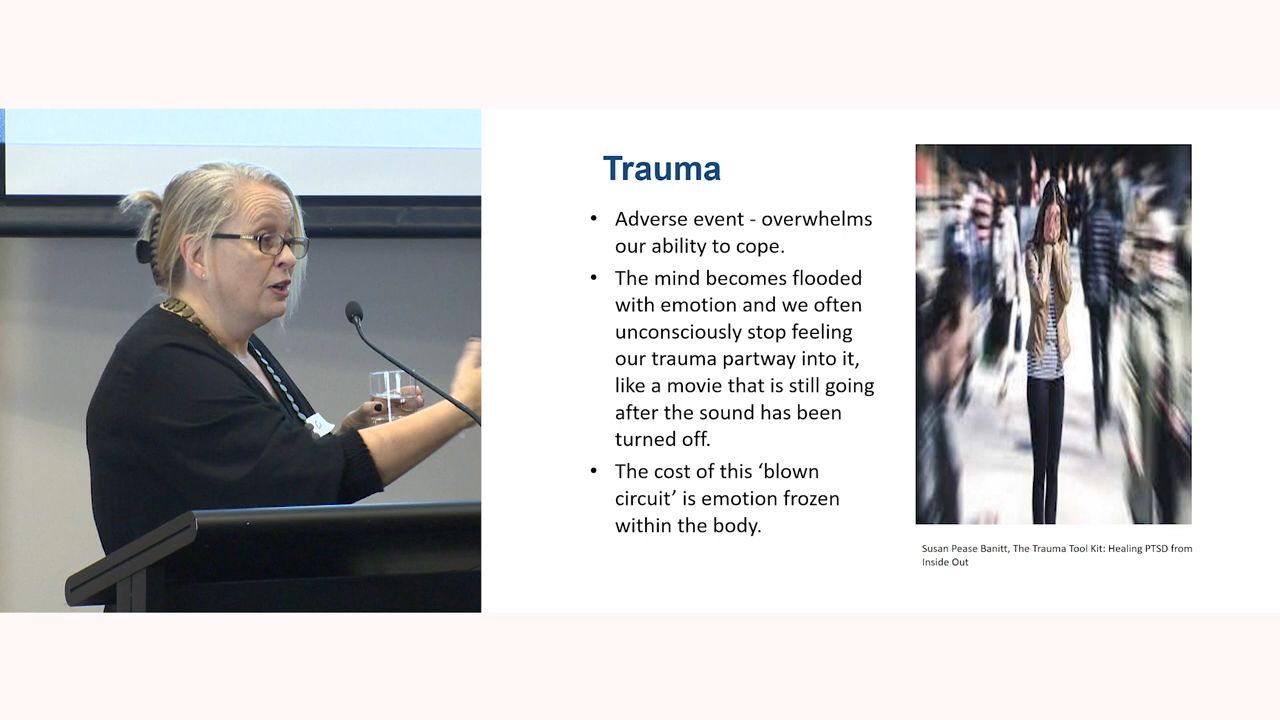 Trauma
• Adverse event - overwhelms
our ability to cope.
• The mind becomes flooded
with emotion and we often
unconsciously stop feeling
our trauma partway into it,
like a movie that is still going
after the sound has been
turned off.
• The cost of this ‘blown
circuit’ is emotion frozen
within the body.
Susan Pease Banitt, The Trauma Tool Kit: Healing PTSD from
Inside Out